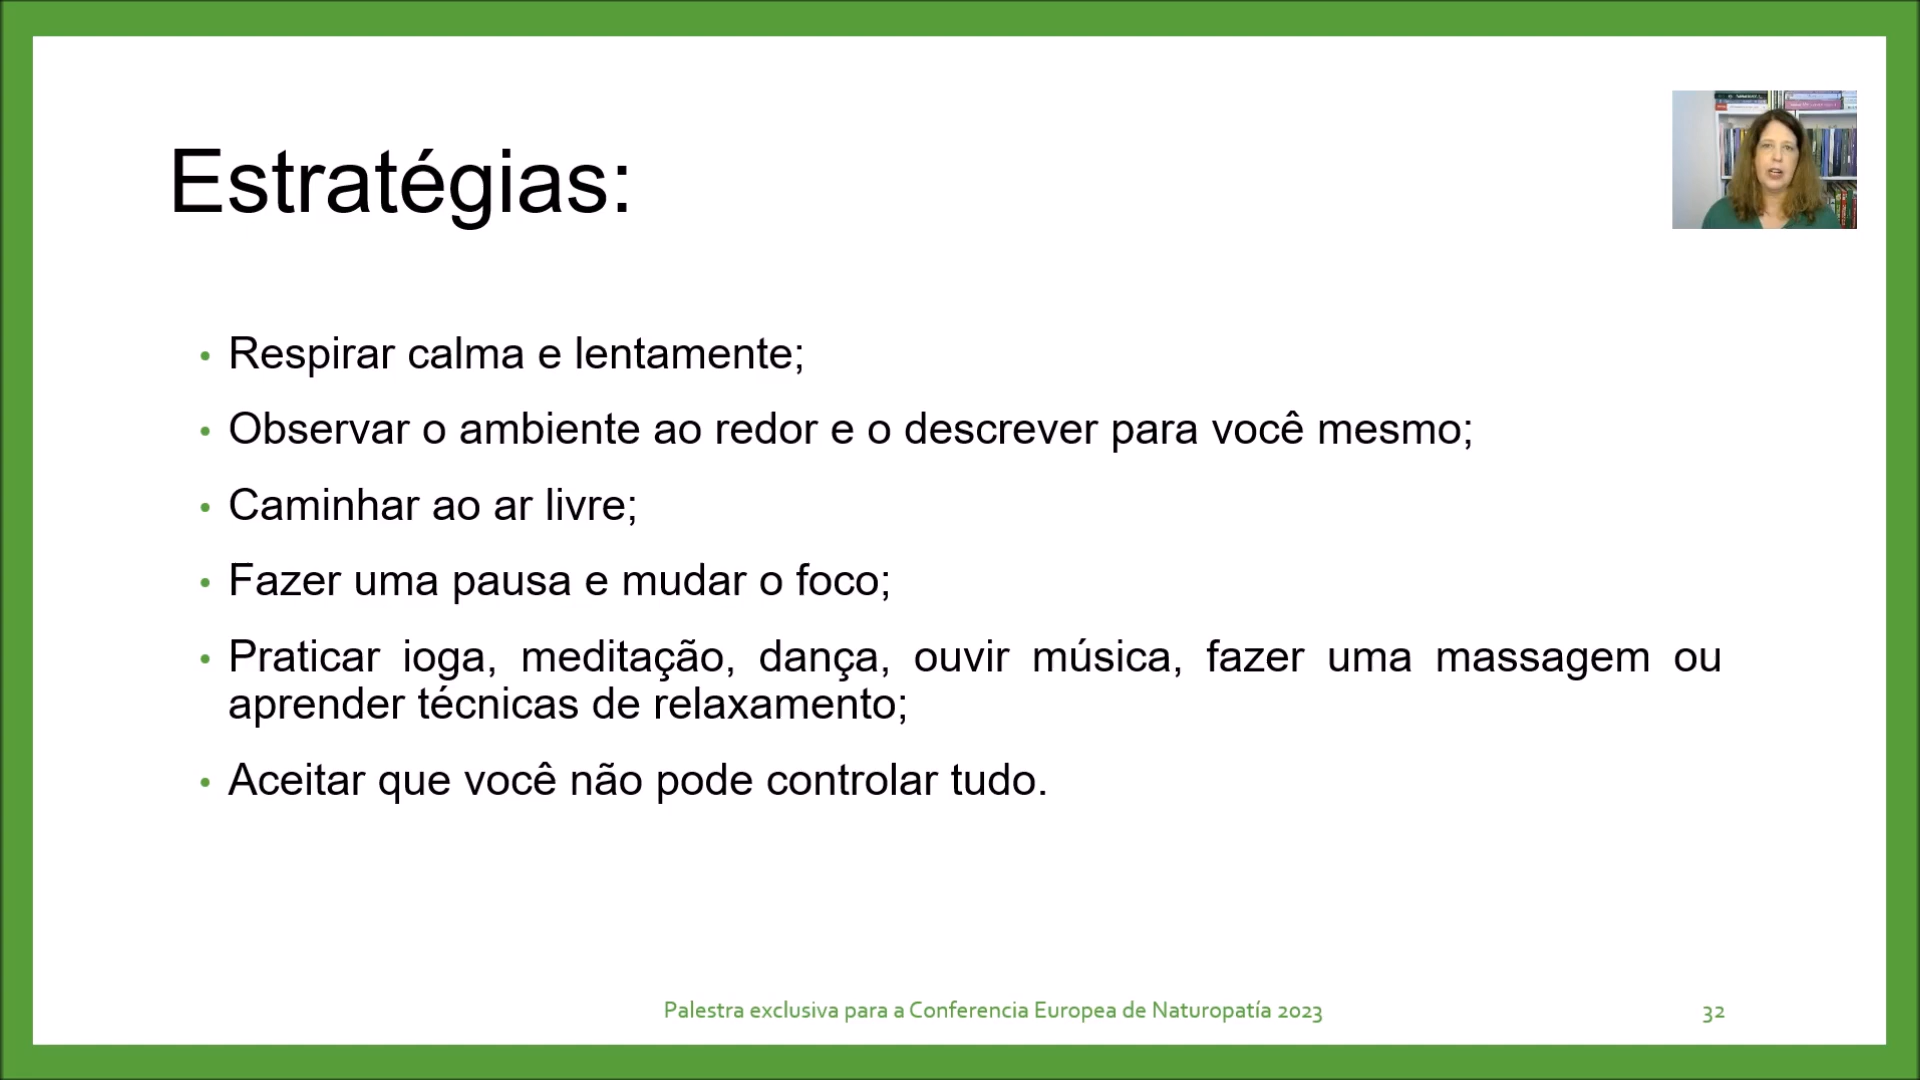 Estratégias:
• Respirar calma e lentamente;
• Observar o ambiente ao redor e o descrever para você mesmo;
• Caminhar ao ar livre;
• Fazer uma pausa e mudar o foco;
• Praticar ioga, meditação, dança, ouvir música, fazer uma massagem ou
aprender técnicas de relaxamento;
• Aceitar que você não pode controlar tudo.
Palestra exclusiva para a Conferencia Europea de Naturopatía 2023
32